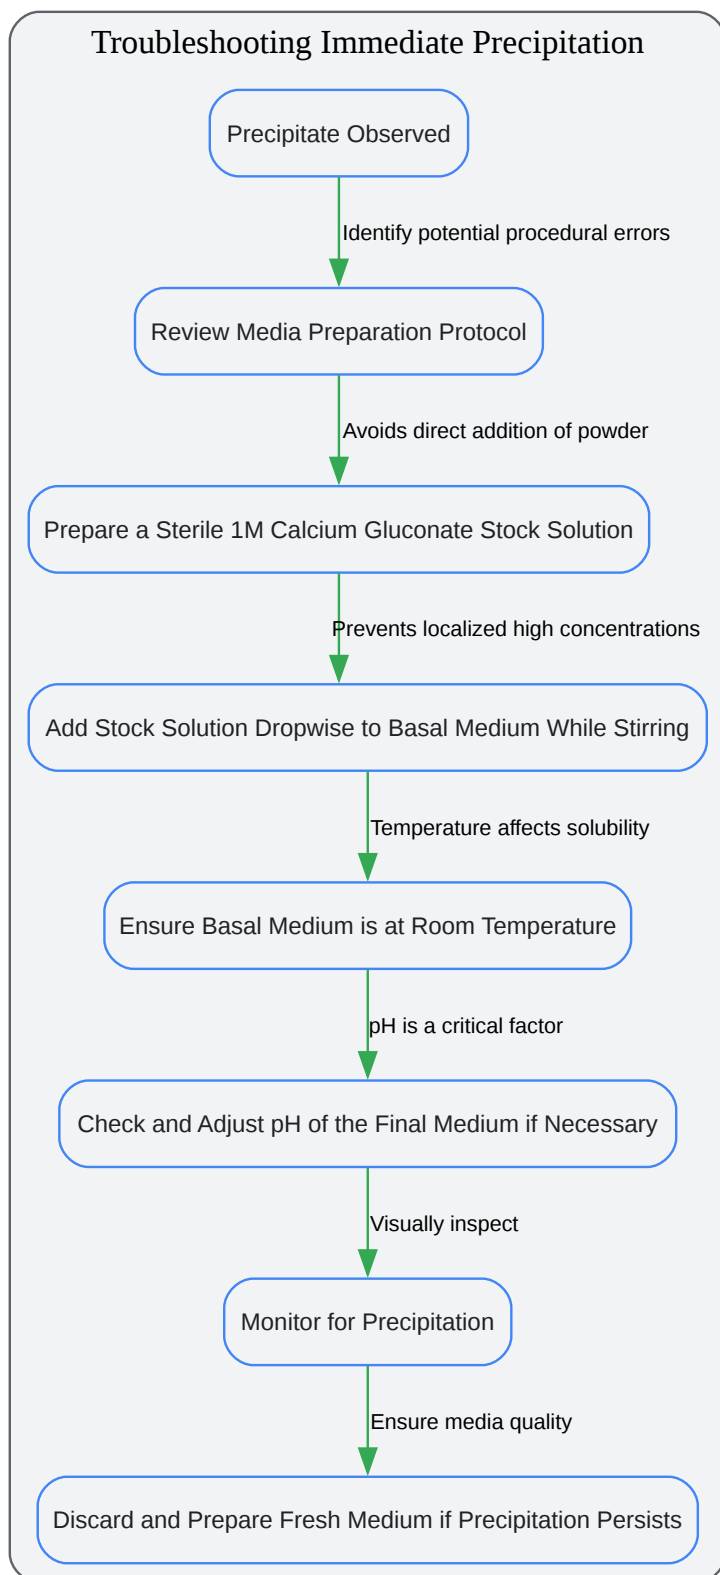 Troubleshooting Immediate Precipitation
Precipitate Observed
Identify potential procedural errors
Review Media Preparation Protocol
Avoids direct addition of powder
Prepare a Sterile 1M Calcium Gluconate Stock Solution
Prevents localized high concentrations
Add Stock Solution Dropwise to Basal Medium While Stirring
Temperature affects solubility
Ensure Basal Medium is at Room Temperature
pH is a critical factor
Check and Adjust pH of the Final Medium if Necessary
Visually inspect
Monitor for Precipitation
Ensure media quality
Discard and Prepare Fresh Medium if Precipitation Persists